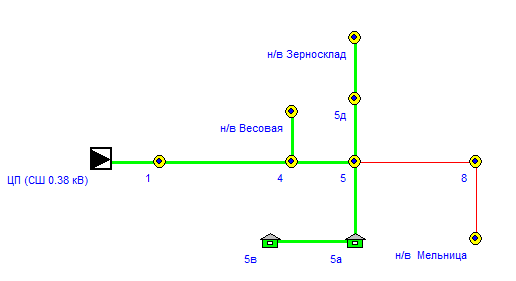 н/в Зерносклад
5д
н/в Весовая
ЦП (СШ 0.38 кВ)
1
4
5
8
н/в Мельница
5в
5а